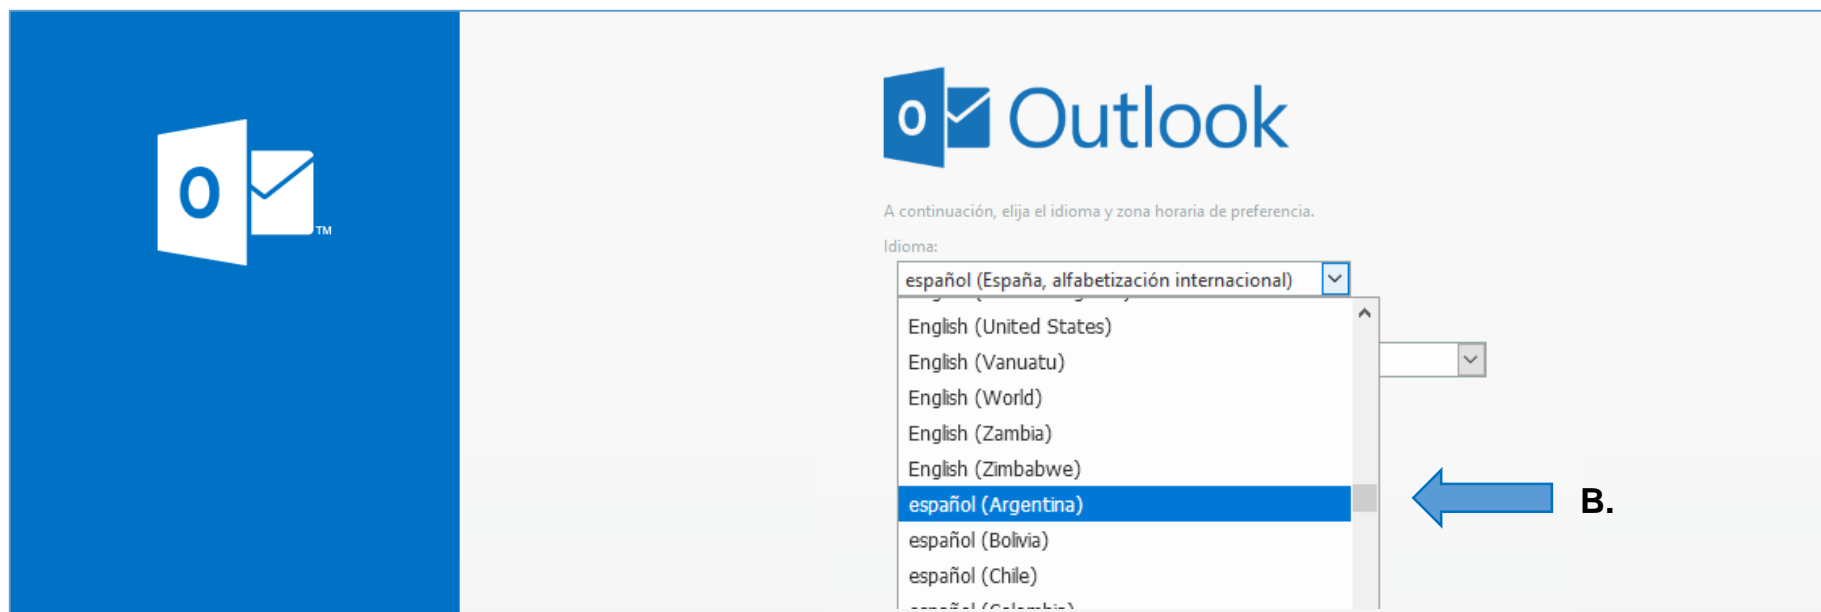 O
TM
O Outlook
A continuación, elija el idioma y zona horaria de preferencia.
Idioma:
español (España, alfabetización internacional)
English (United States)
English (Vanuatu)
English (World)
English (Zambia)
English (Zimbabwe)
español (Argentina)
B.
español (Bolivia)
español (Chile)